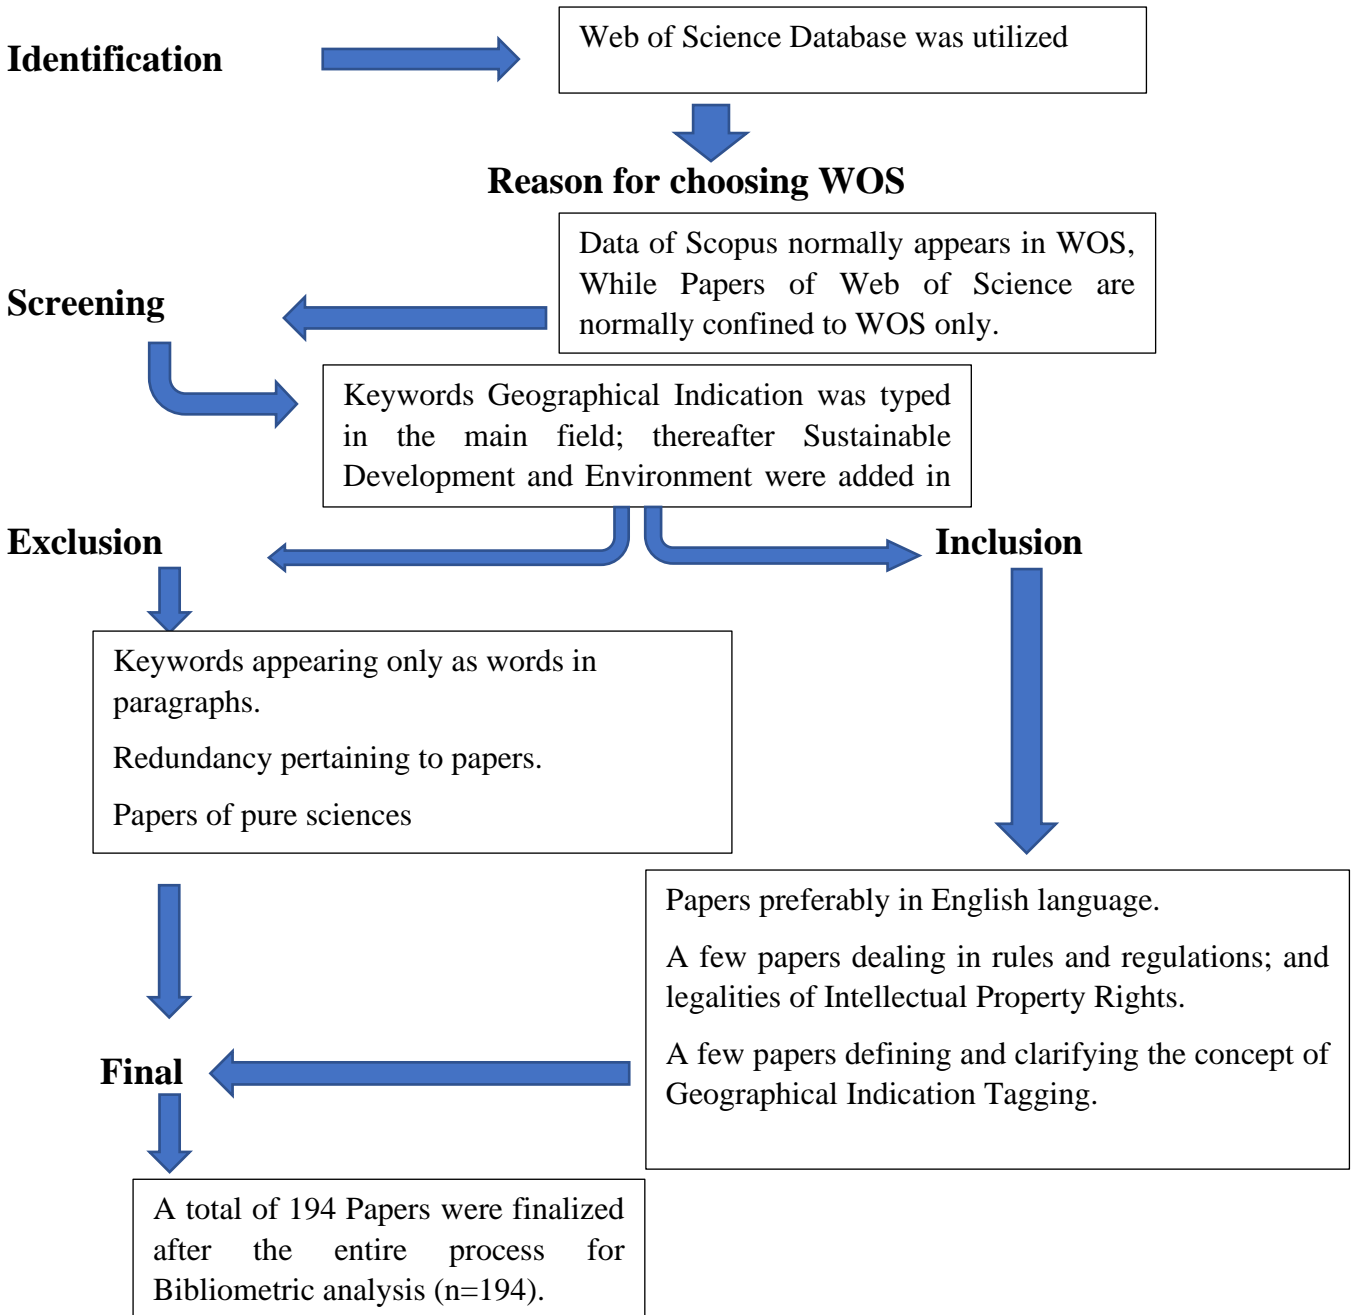 Identification
Web of Science Database was utilized
Reason for choosing WOS
Data of Scopus normally appears in WOS,
While Papers of Web of Science are
normally confined to WOS only.
Screening
Keywords Geographical Indication was typed
in the main field; thereafter Sustainable
Development and Environment were added in
Exclusion
Inclusion
Keywords appearing only as words in
paragraphs.
Redundancy pertaining to papers.
Papers of pure sciences
Papers preferably in English language.
A few papers dealing in rules and regulations; and
legalities of Intellectual Property Rights.
A few papers defining and clarifying the concept of
Geographical Indication Tagging.
Final
A total of 194 Papers were finalized
after the entire process for
Bibliometric analysis (n=194).